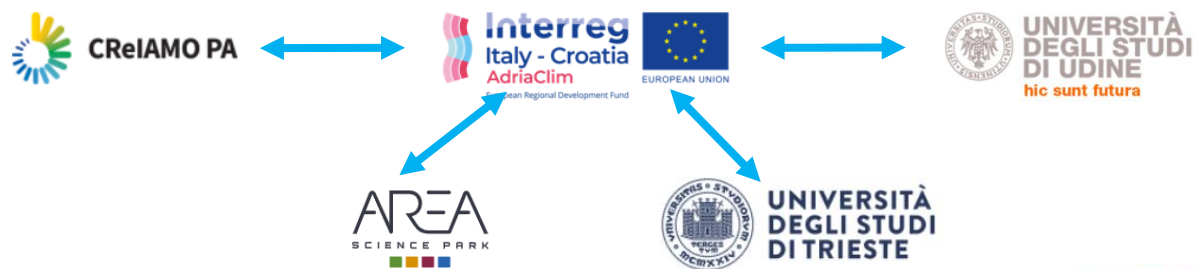 CReIAMO PA
Interreg
Italy - Croatia
AdriaClim
European Regional Development Fund
EUROPEAN UNION
UNIVERSITÀ
DEGLI STUDI
DI UDINE
hic sunt futura
AREA
SCIENCE PARK
UNIVERSITÀ
DEGLI STUDI
DI TRIESTE